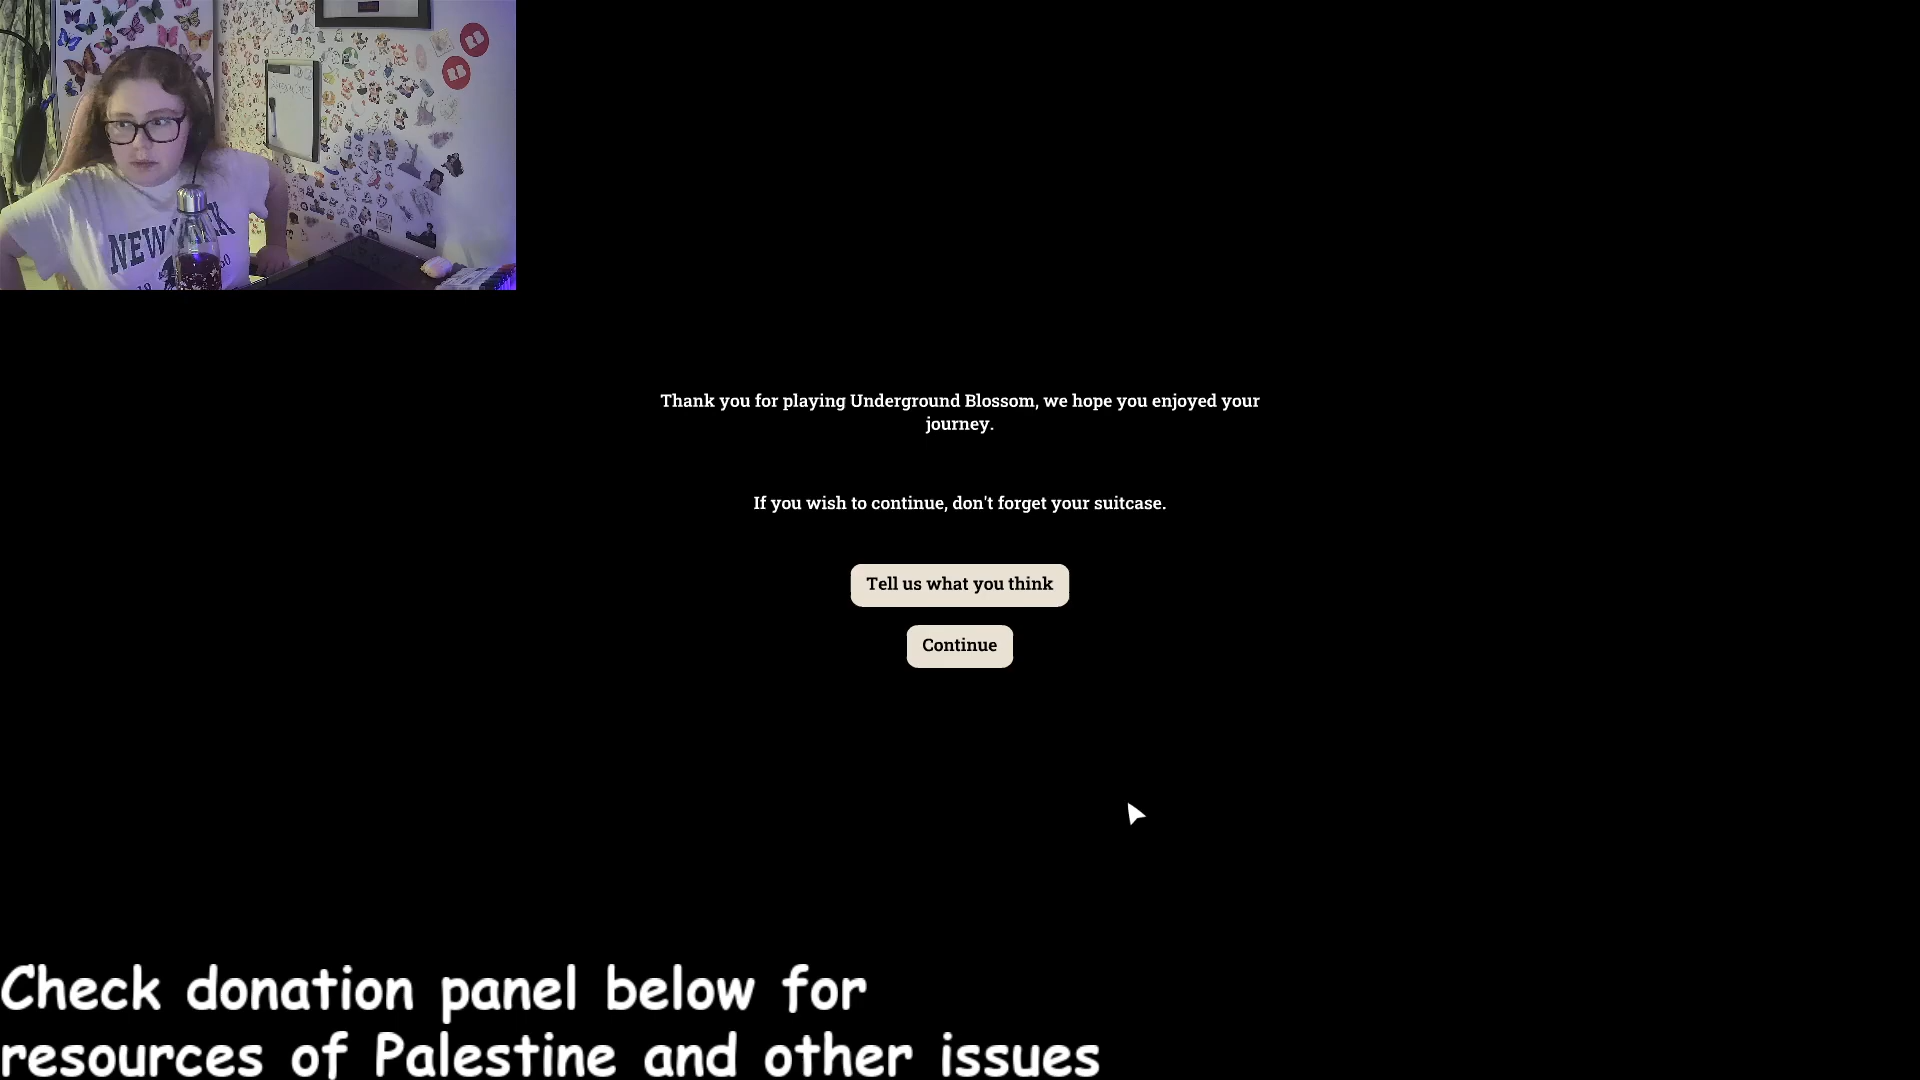 NEW
Thank you for playing Underground Blossom, we hope you enjoyed your
journey.
If you wish to continue, don't forget your suitcase.
Tell us what you think
Continue
Check donation panel below for
resources of Palestine and other issues